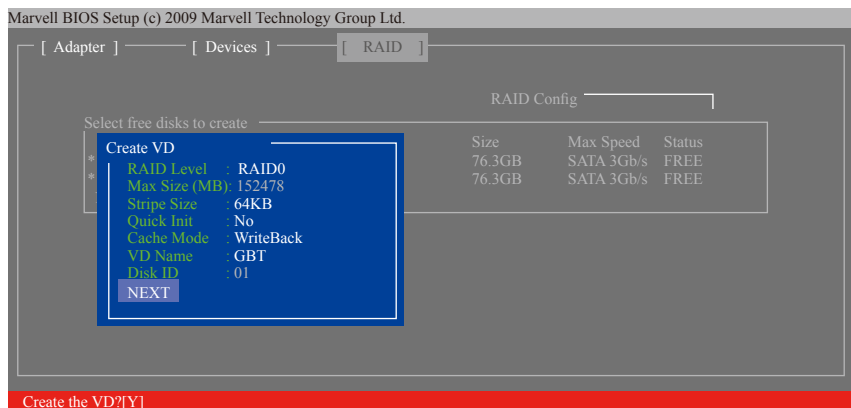 Marvell BIOS Setup (c) 2009 Marvell Technology Group Ltd.
[ Adapter ] [ Devices ] [ RAID ]
RAID Config
Select free disks to create
Size Max Speed Status
* 76.3GB SATA 3Gb/s FREE
* 76.3GB SATA 3Gb/s FREE
Create VD
RAID Level : RAID0
Max Size (MB): 152478
Stripe Size : 64KB
Quick Init : No
Cache Mode : WriteBack
VD Name : GBT
Disk ID : 01
NEXT
Create the VD?[Y]